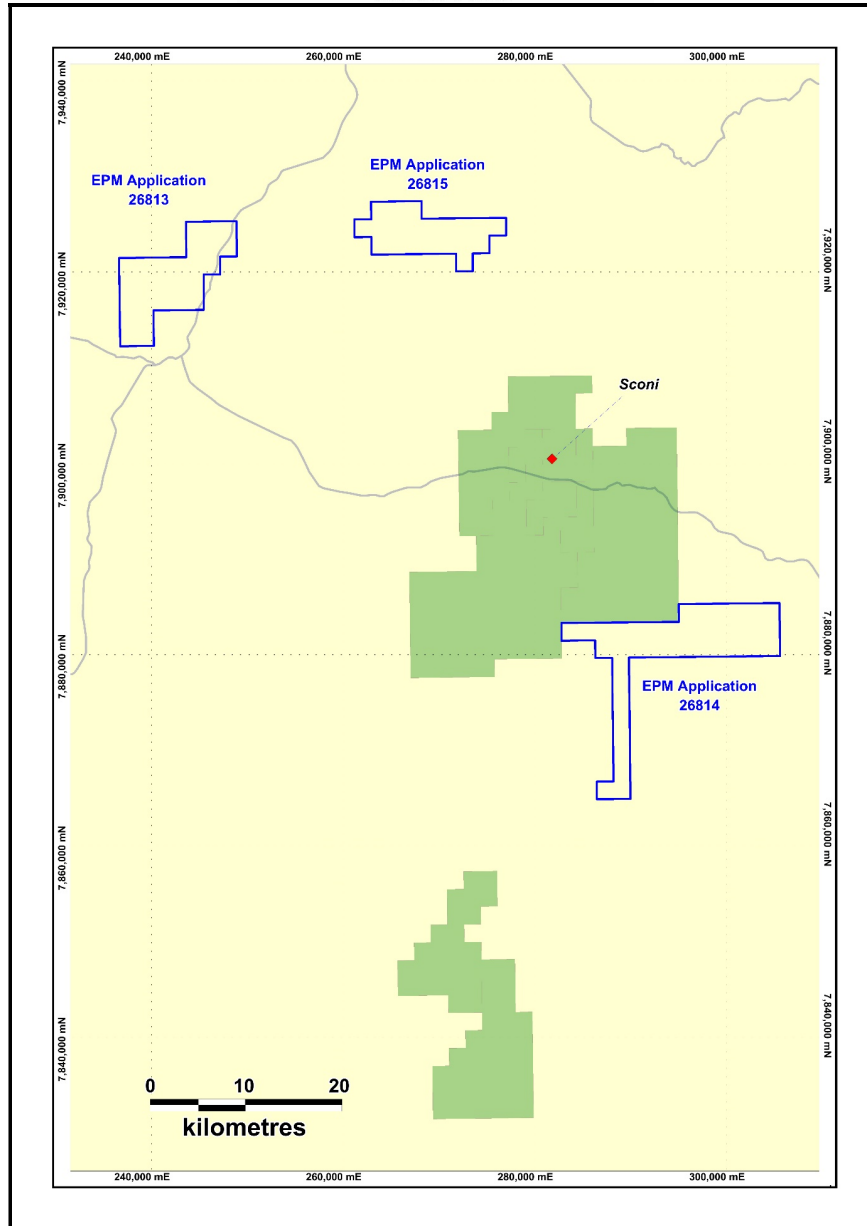 240,000 mE
260,000 mE
280,000 mE
300,000 mE
7,940,000 mN
EPM Application
26813
EPM Application
26815
7,920,000 mN
7,920,000 mN
Sconi
7,900,000 mN
7,900,000 mN
7,880,000 mN
7,880,000 mN
EPM Application
26814
7,860,000 mN
7,860,000 mN
7,840,000 mN
7,840,000 mN
0 10 20
kilometres
240,000 mE
260,000 mE
280,000 mE
300,000 mE